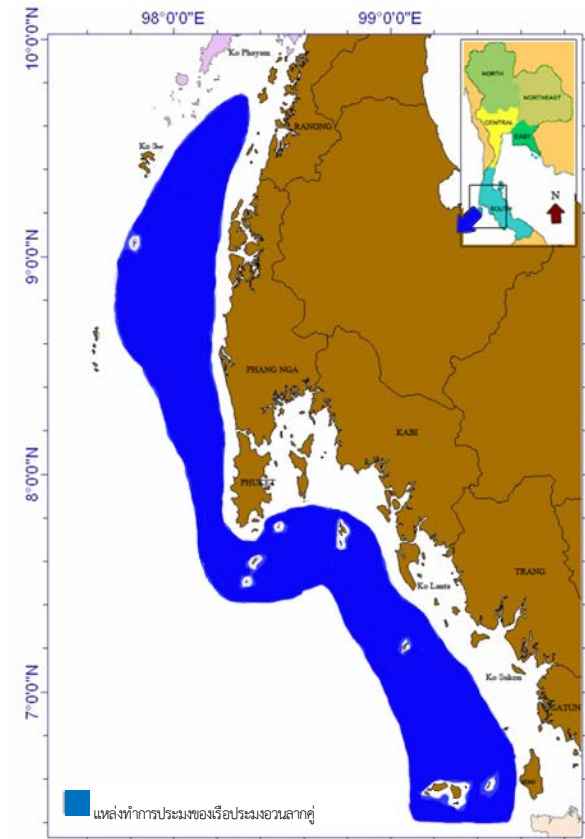 98°0'0"N
99°0'0"N
10°0'0"N
9°0'0"N
8°0'0"N
7°0'0"N
Ko Phayam
RANONG
NORTH
NORTHEAST
CENTRAL
EAST
SOUTH
N
PHANG NGA
KABI
PHUKET
TRANG
Ko Lanta
Ko Sukon
SATUN
แหล่งทำการประมงของเรือประมงอวนลากคู่